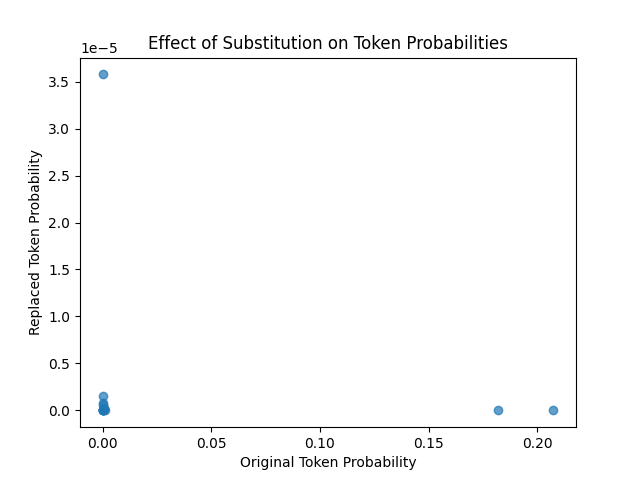 Effect of Substitution on Token Probabilities
1e−5
3.5
3.0
2.5
2.0
1.5
1.0
0.5
0.0
Replaced Token Probability
0.00 0.05 0.10 0.15 0.20
Original Token Probability